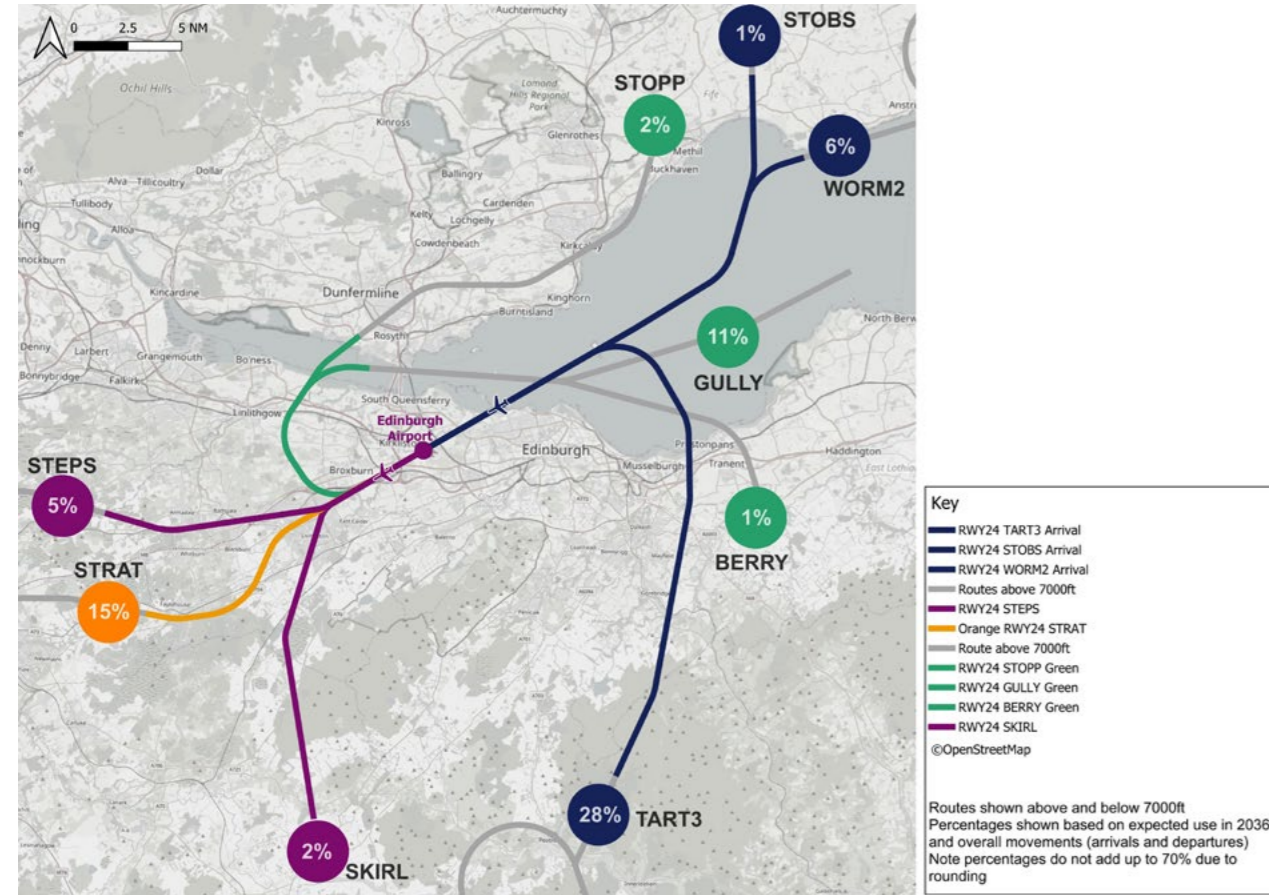 0 2.5 5 NM
Auchtermuchty
STOBS
1%
Ochil Hills
Lomond
Hills Regional
Park
Fife
STOPP
2%
Anstr
Kinross
Glenrothes
6%
WORM2
Methil
Buckhaven
Dollar
Alva Tillicoultry
Ballingry
Tullibody
Kelty
Cardenden
Lochgelly
Alloa
Cowdenbeath
Kirkcaldy
ling
nnockburn
Kincardine
Dunfermline
Kinghorn
Burntisland
North Berw
Rosyth
Denny
Larbert
Grangemouth
Bo'ness
11%
GULLY
Bonnybridge
Falkirk
South Queensferry
Linlithgow
Edinburgh
Airport
Kirkliston
Edinburgh
Prestonpans
Haddington
Tranent
Musselburgh
East Lothia
Broxburn
STEPS
5%
1%
BERRY
STRAT
15%
28%
TART3
2%
SKIRL
Key
RWY24 TART3 Arrival
RWY24 STOBS Arrival
RWY24 WORM2 Arrival
Routes above 7000ft
RWY24 STEPS
Orange RWY24 STRAT
Route above 7000ft
RWY24 STOPP Green
RWY24 GULLY Green
RWY24 BERRY Green
RWY24 SKIRL
©OpenStreetMap
Routes shown above and below 7000ft
Percentages shown based on expected use in 2036
and overall movements (arrivals and departures)
Note percentages do not add up to 70% due to
rounding